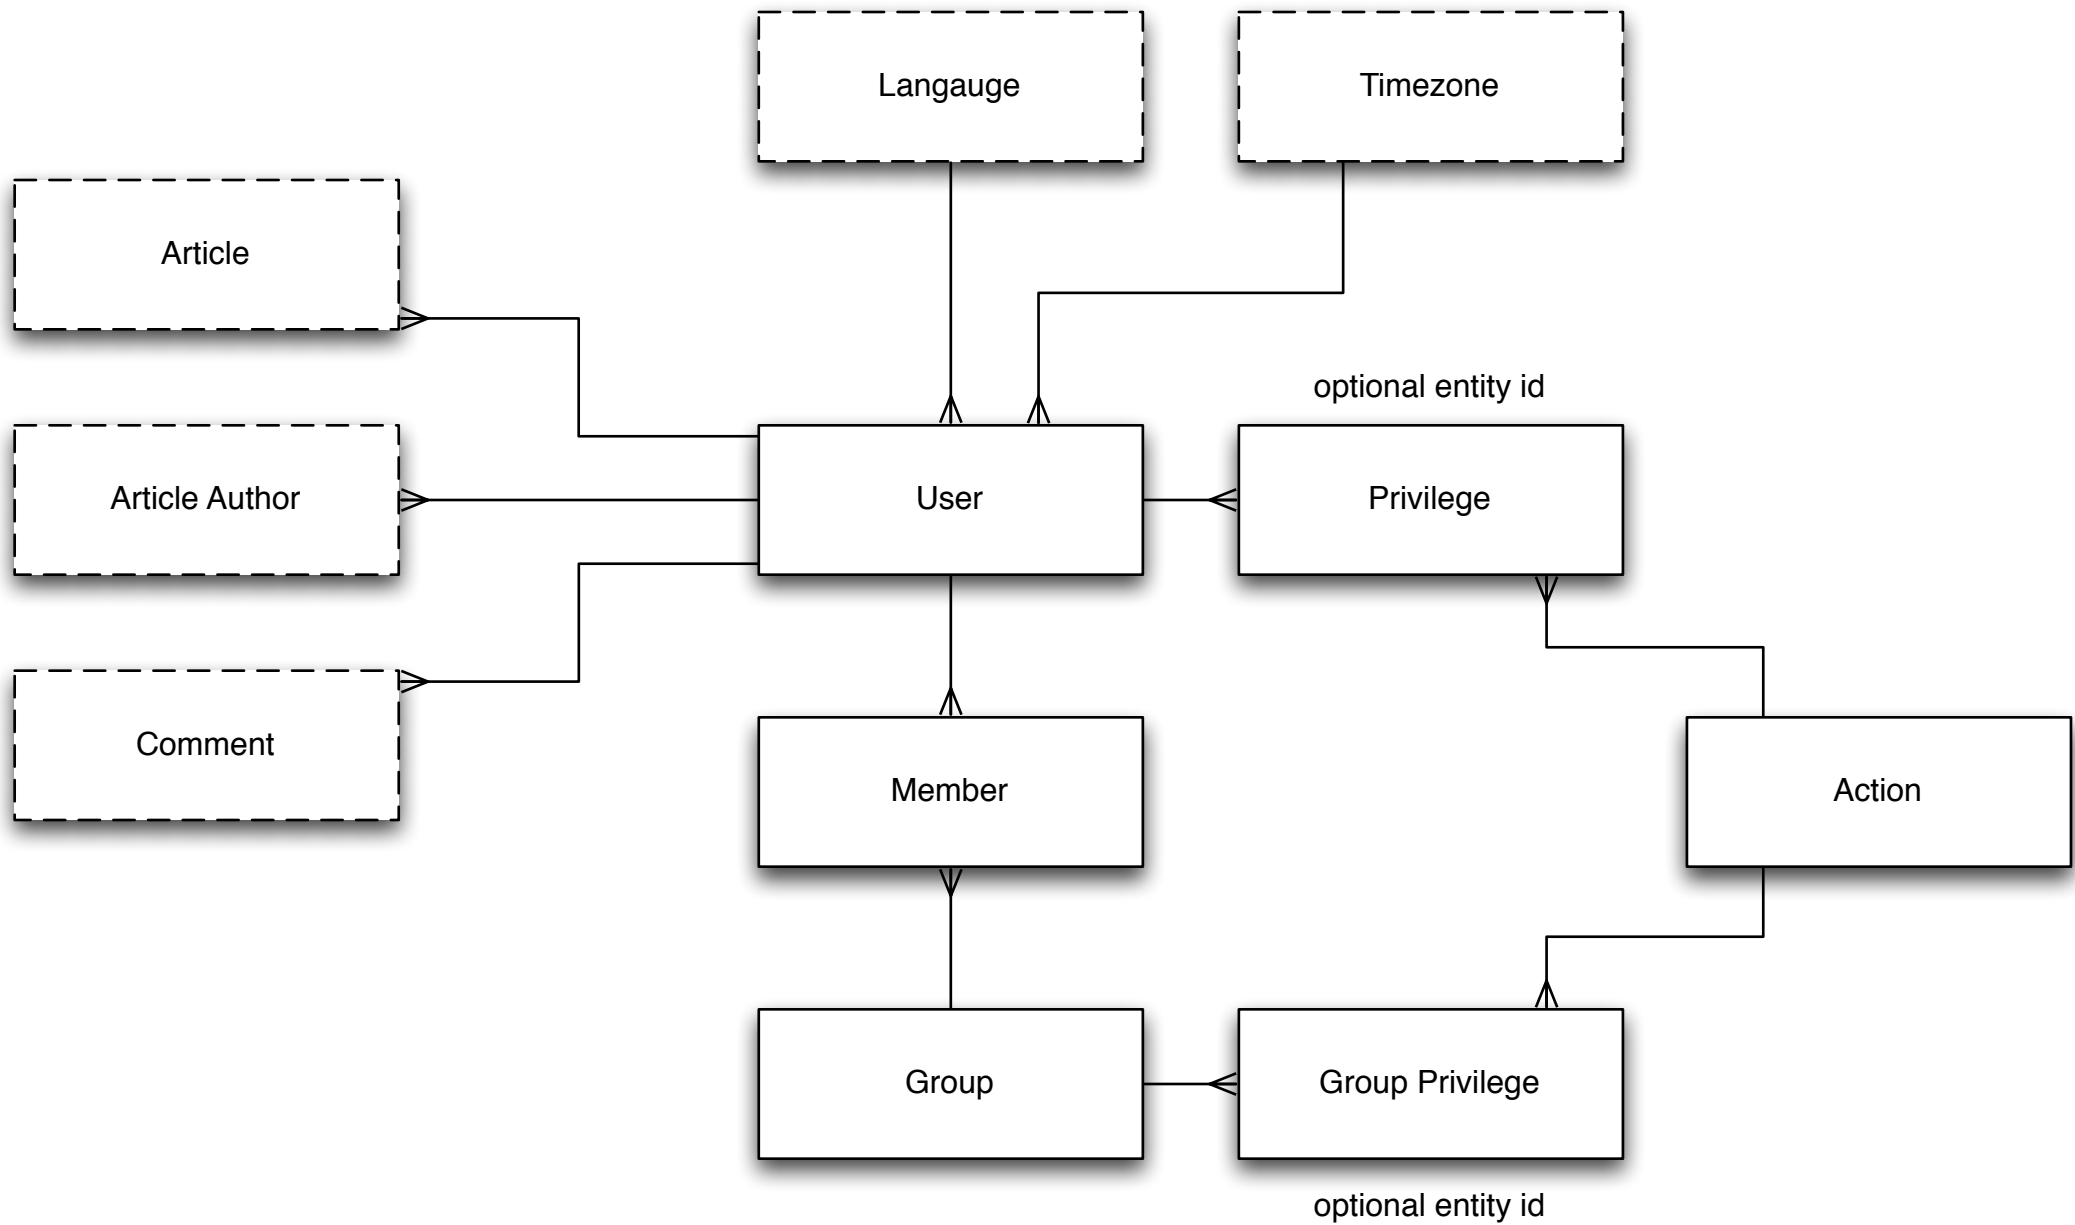 Langauge
Timezone
Article
optional entity id
Article Author
User
Privilege
Comment
Member
Action
Group
Group Privilege
optional entity id